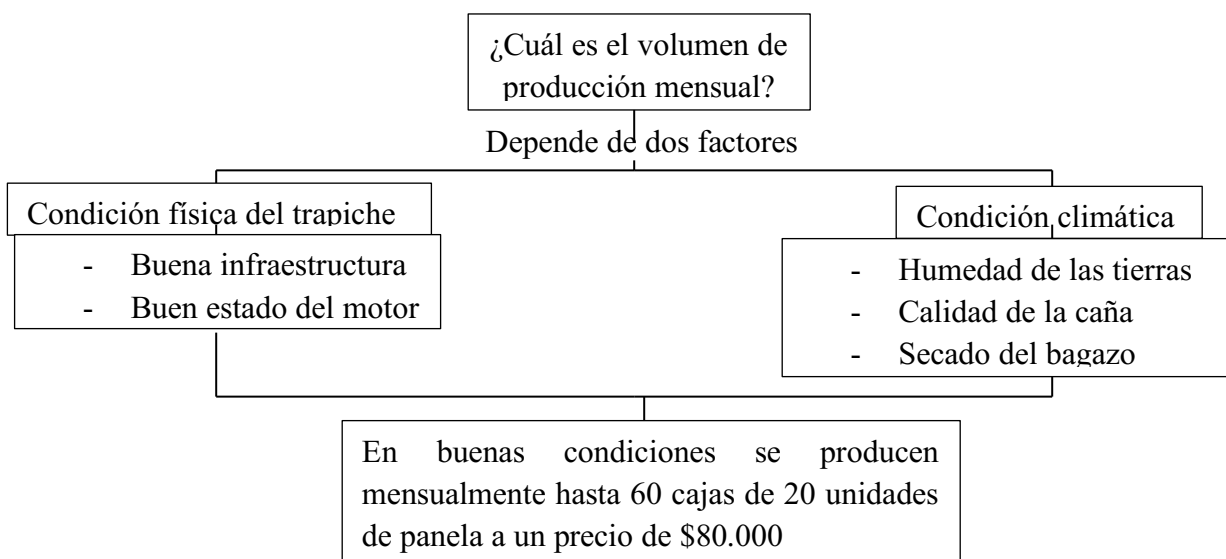 ¿Cuál es el volumen de
producción mensual?
Depende de dos factores
Condición física del trapiche
- Buena infraestructura
- Buen estado del motor
Condición climática
- Humedad de las tierras
- Calidad de la caña
- Secado del bagazo
En buenas condiciones se producen
mensualmente hasta 60 cajas de 20 unidades
de panela a un precio de $80.000